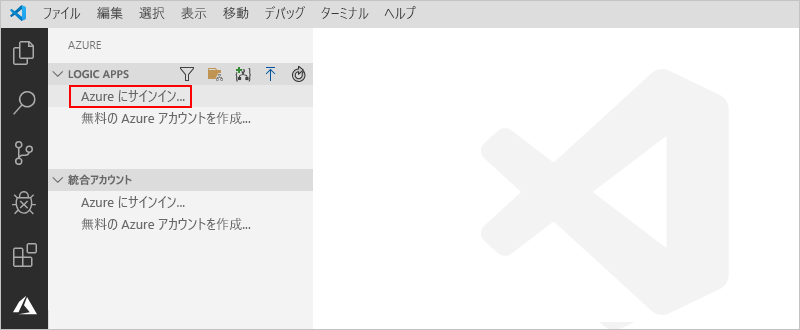 ファイル 編集 選択 表示 移動 デバッグ ターミナル ヘルプ
AZURE
LOGIC APPS
Azure にサインイン...
無料の Azure アカウントを作成...
統合アカウント
Azure にサインイン...
無料の Azure アカウントを作成...